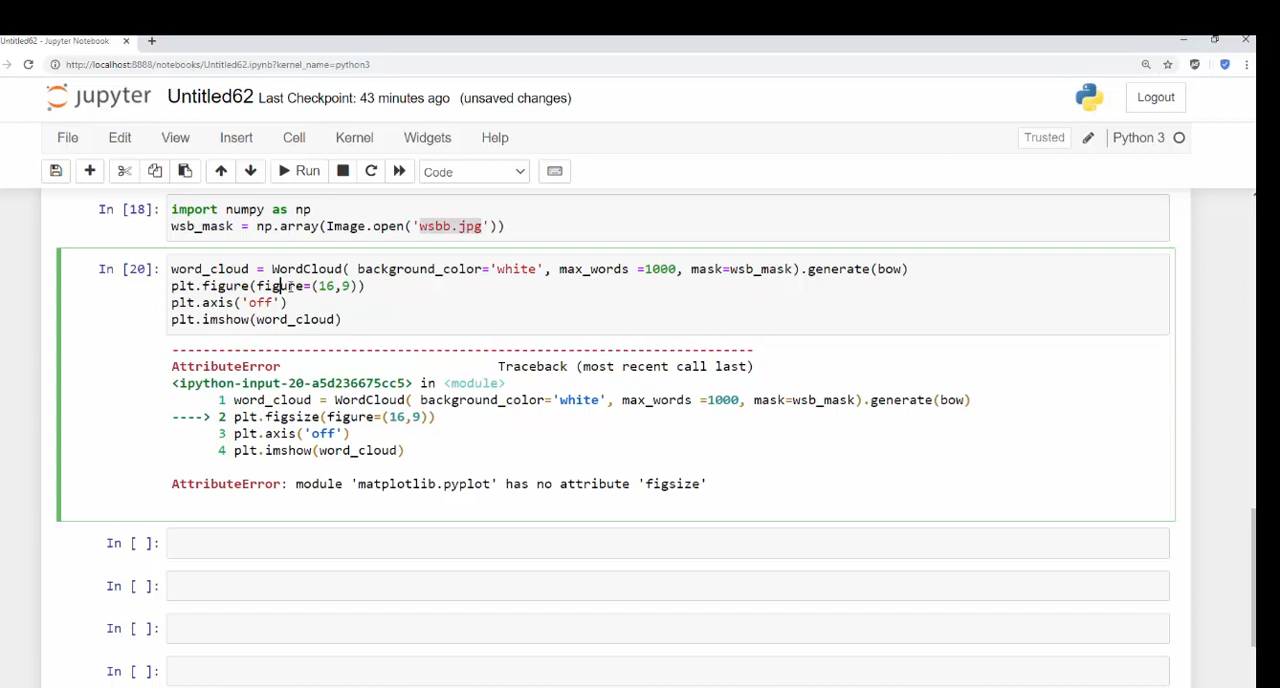 Untitled62 - Jupyter Notebook
http://localhost:8888/notebooks/Untitled62.ipynb?kernel_name=python3
jupyter Untitled62 Last Checkpoint: 43 minutes ago (unsaved changes) Logout
File Edit View Insert Cell Kernel Widgets Help Trusted Python 3
Run Code
In [18]: import numpy as np
wsb_mask = np.array(Image.open('wsbb.jpg'))
In [20]: word_cloud = WordCloud( background_color='white', max_words =1000, mask=wsb_mask).generate(bow)
plt.figure(figure=(16,9))
plt.axis('off')
plt.imshow(word_cloud)
---------------------------------------------------------------------------
AttributeError Traceback (most recent call last)
<ipython-input-20-a5d236675cc5> in <module>
1 word_cloud = WordCloud( background_color='white', max_words =1000, mask=wsb_mask).generate(bow)
----> 2 plt.figsize(figure=(16,9))
3 plt.axis('off')
4 plt.imshow(word_cloud)
AttributeError: module 'matplotlib.pyplot' has no attribute 'figsize'
In [ ]:
In [ ]:
In [ ]:
In [ ]: